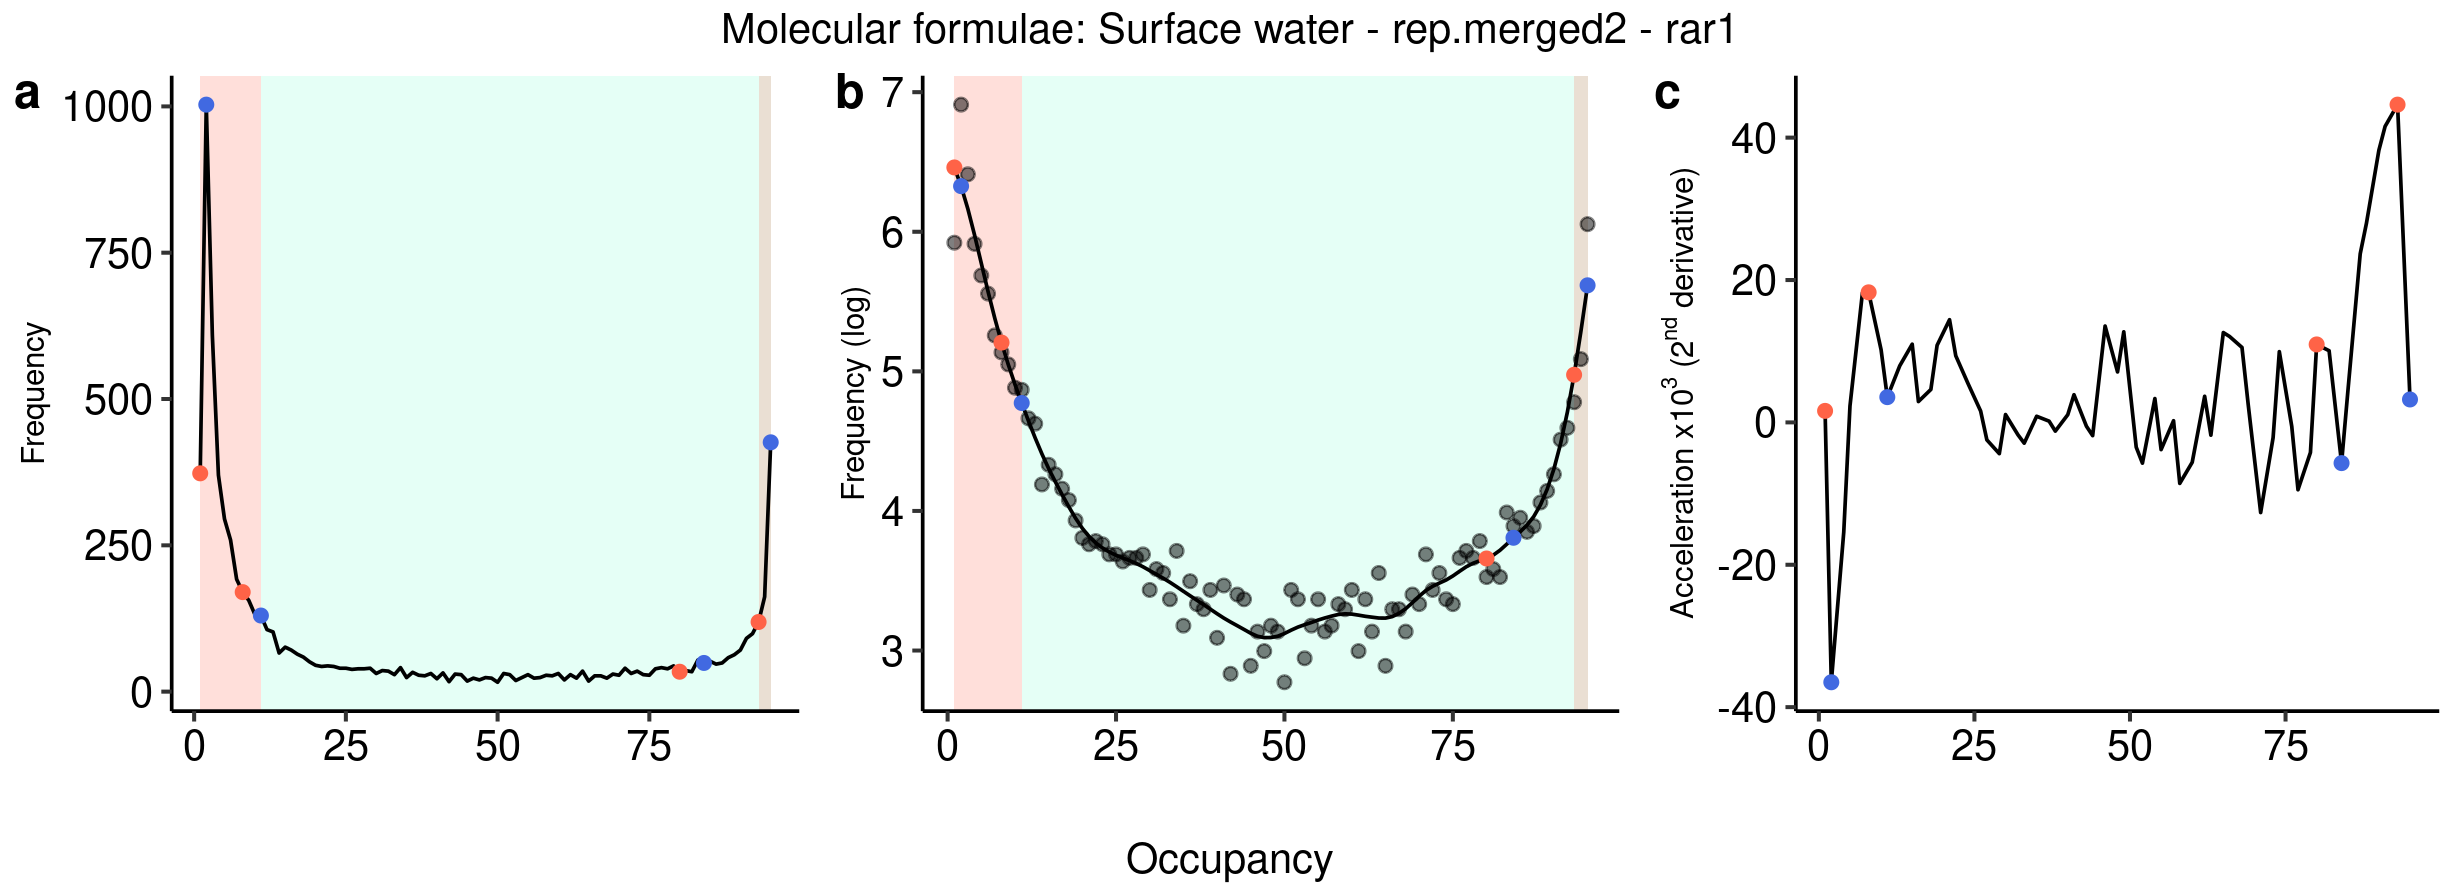 Molecular formulae: Surface water - rep.merged2 - rar1
a
Frequency
1000
750
500
250
0
0 25 50 75
b
Frequency (log)
7
6
5
4
3
0 25 50 75
c
Acceleration x10³ (2ⁿᵈ derivative)
40
20
0
-20
-40
0 25 50 75
Occupancy